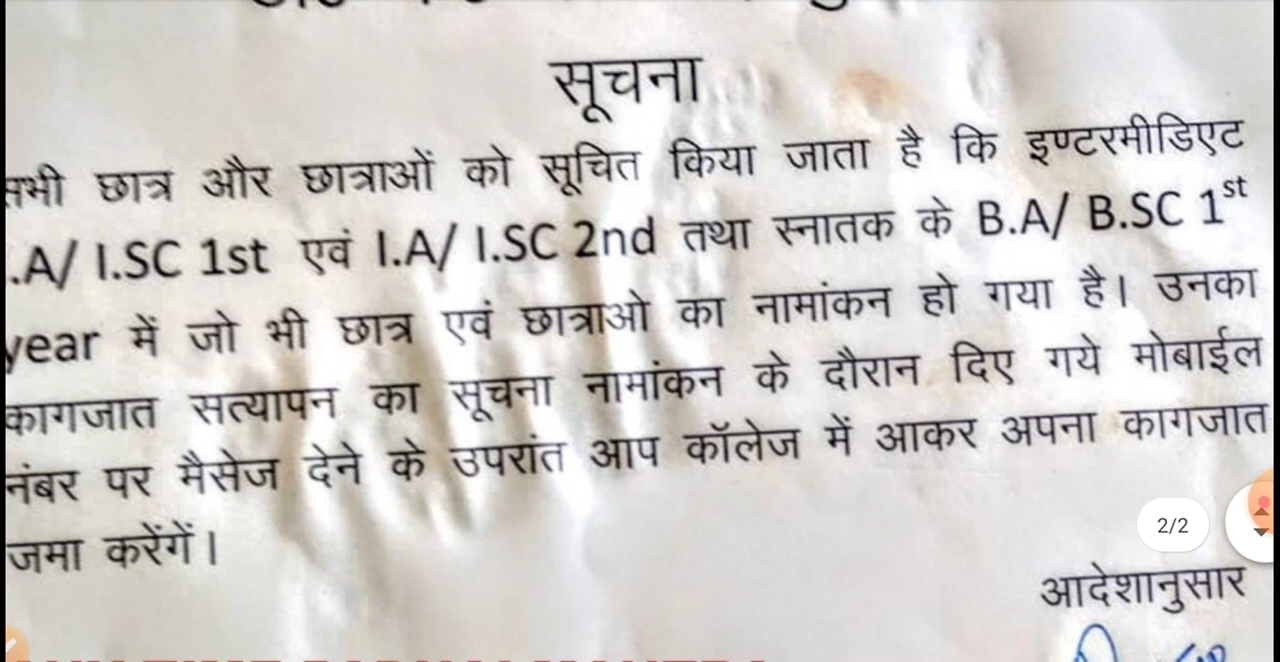 सूचना
सभी छात्र और छात्राओं को सूचित किया जाता है कि इण्टरमीडिएट
.A/ I.SC 1st एवं I.A/ I.SC 2nd तथा स्नातक के B.A/ B.SC 1st
year में जो भी छात्र एवं छात्राओ का नामांकन हो गया है। उनका
कागजात सत्यापन का सूचना नामांकन के दौरान दिए गये मोबाईल
नंबर पर मैसेज देने के उपरांत आप कॉलेज में आकर अपना कागजात
जमा करेंगें।
2/2
आदेशानुसार